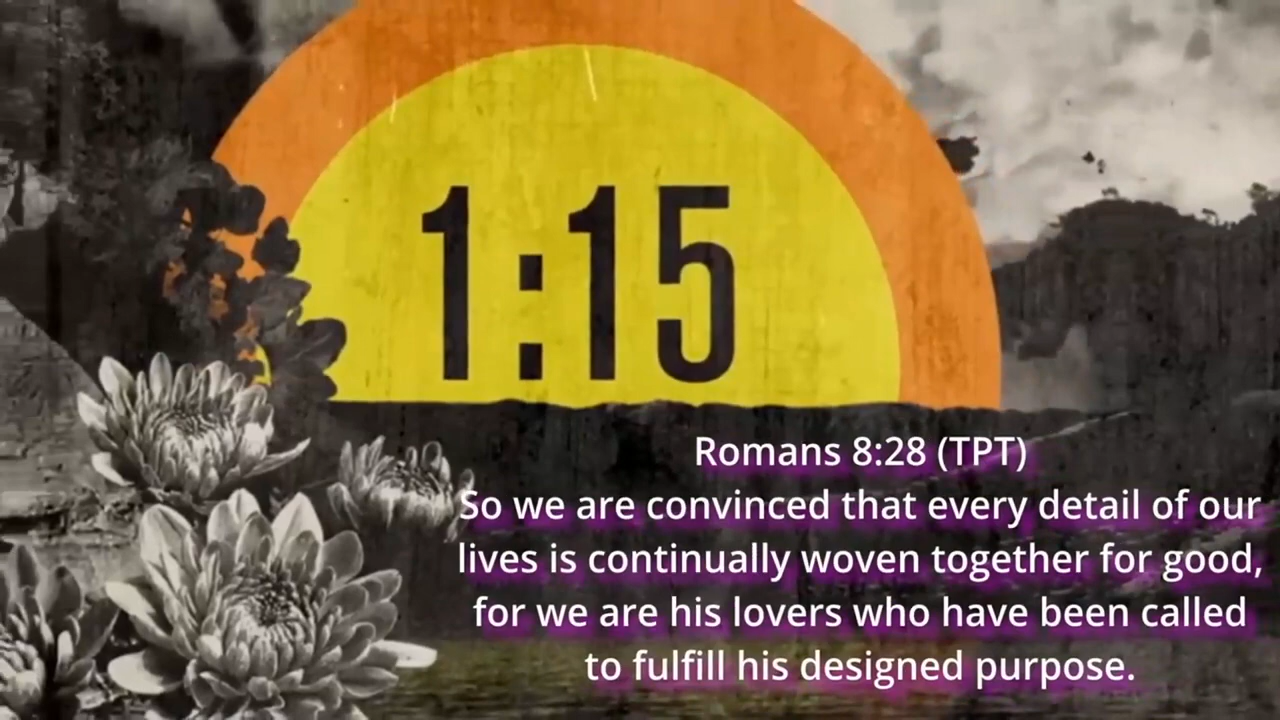 1:15
Romans 8:28 (TPT)
So we are convinced that every detail of our
lives is continually woven together for good,
for we are his lovers who have been called
to fulfill his designed purpose.